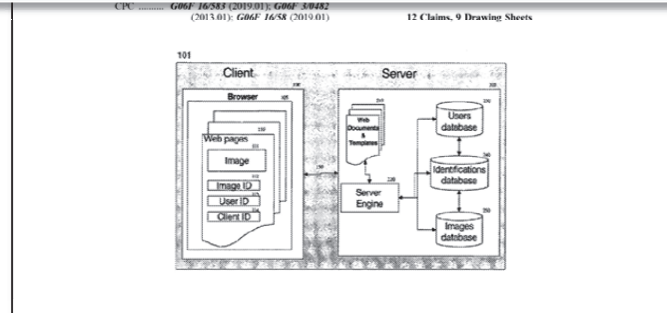 CPC ......... G06F 16/583 (2019.01); G06F 3/0482
(2013.01); G06F 16/58 (2019.01)
12 Claims, 9 Drawing Sheets
101
Client
Server
Browser
Web pages
Image
Image ID
User ID
Client ID
Web
Documents
&
Templates
Server
Engine
Users
database
Identifications
database
Images
database